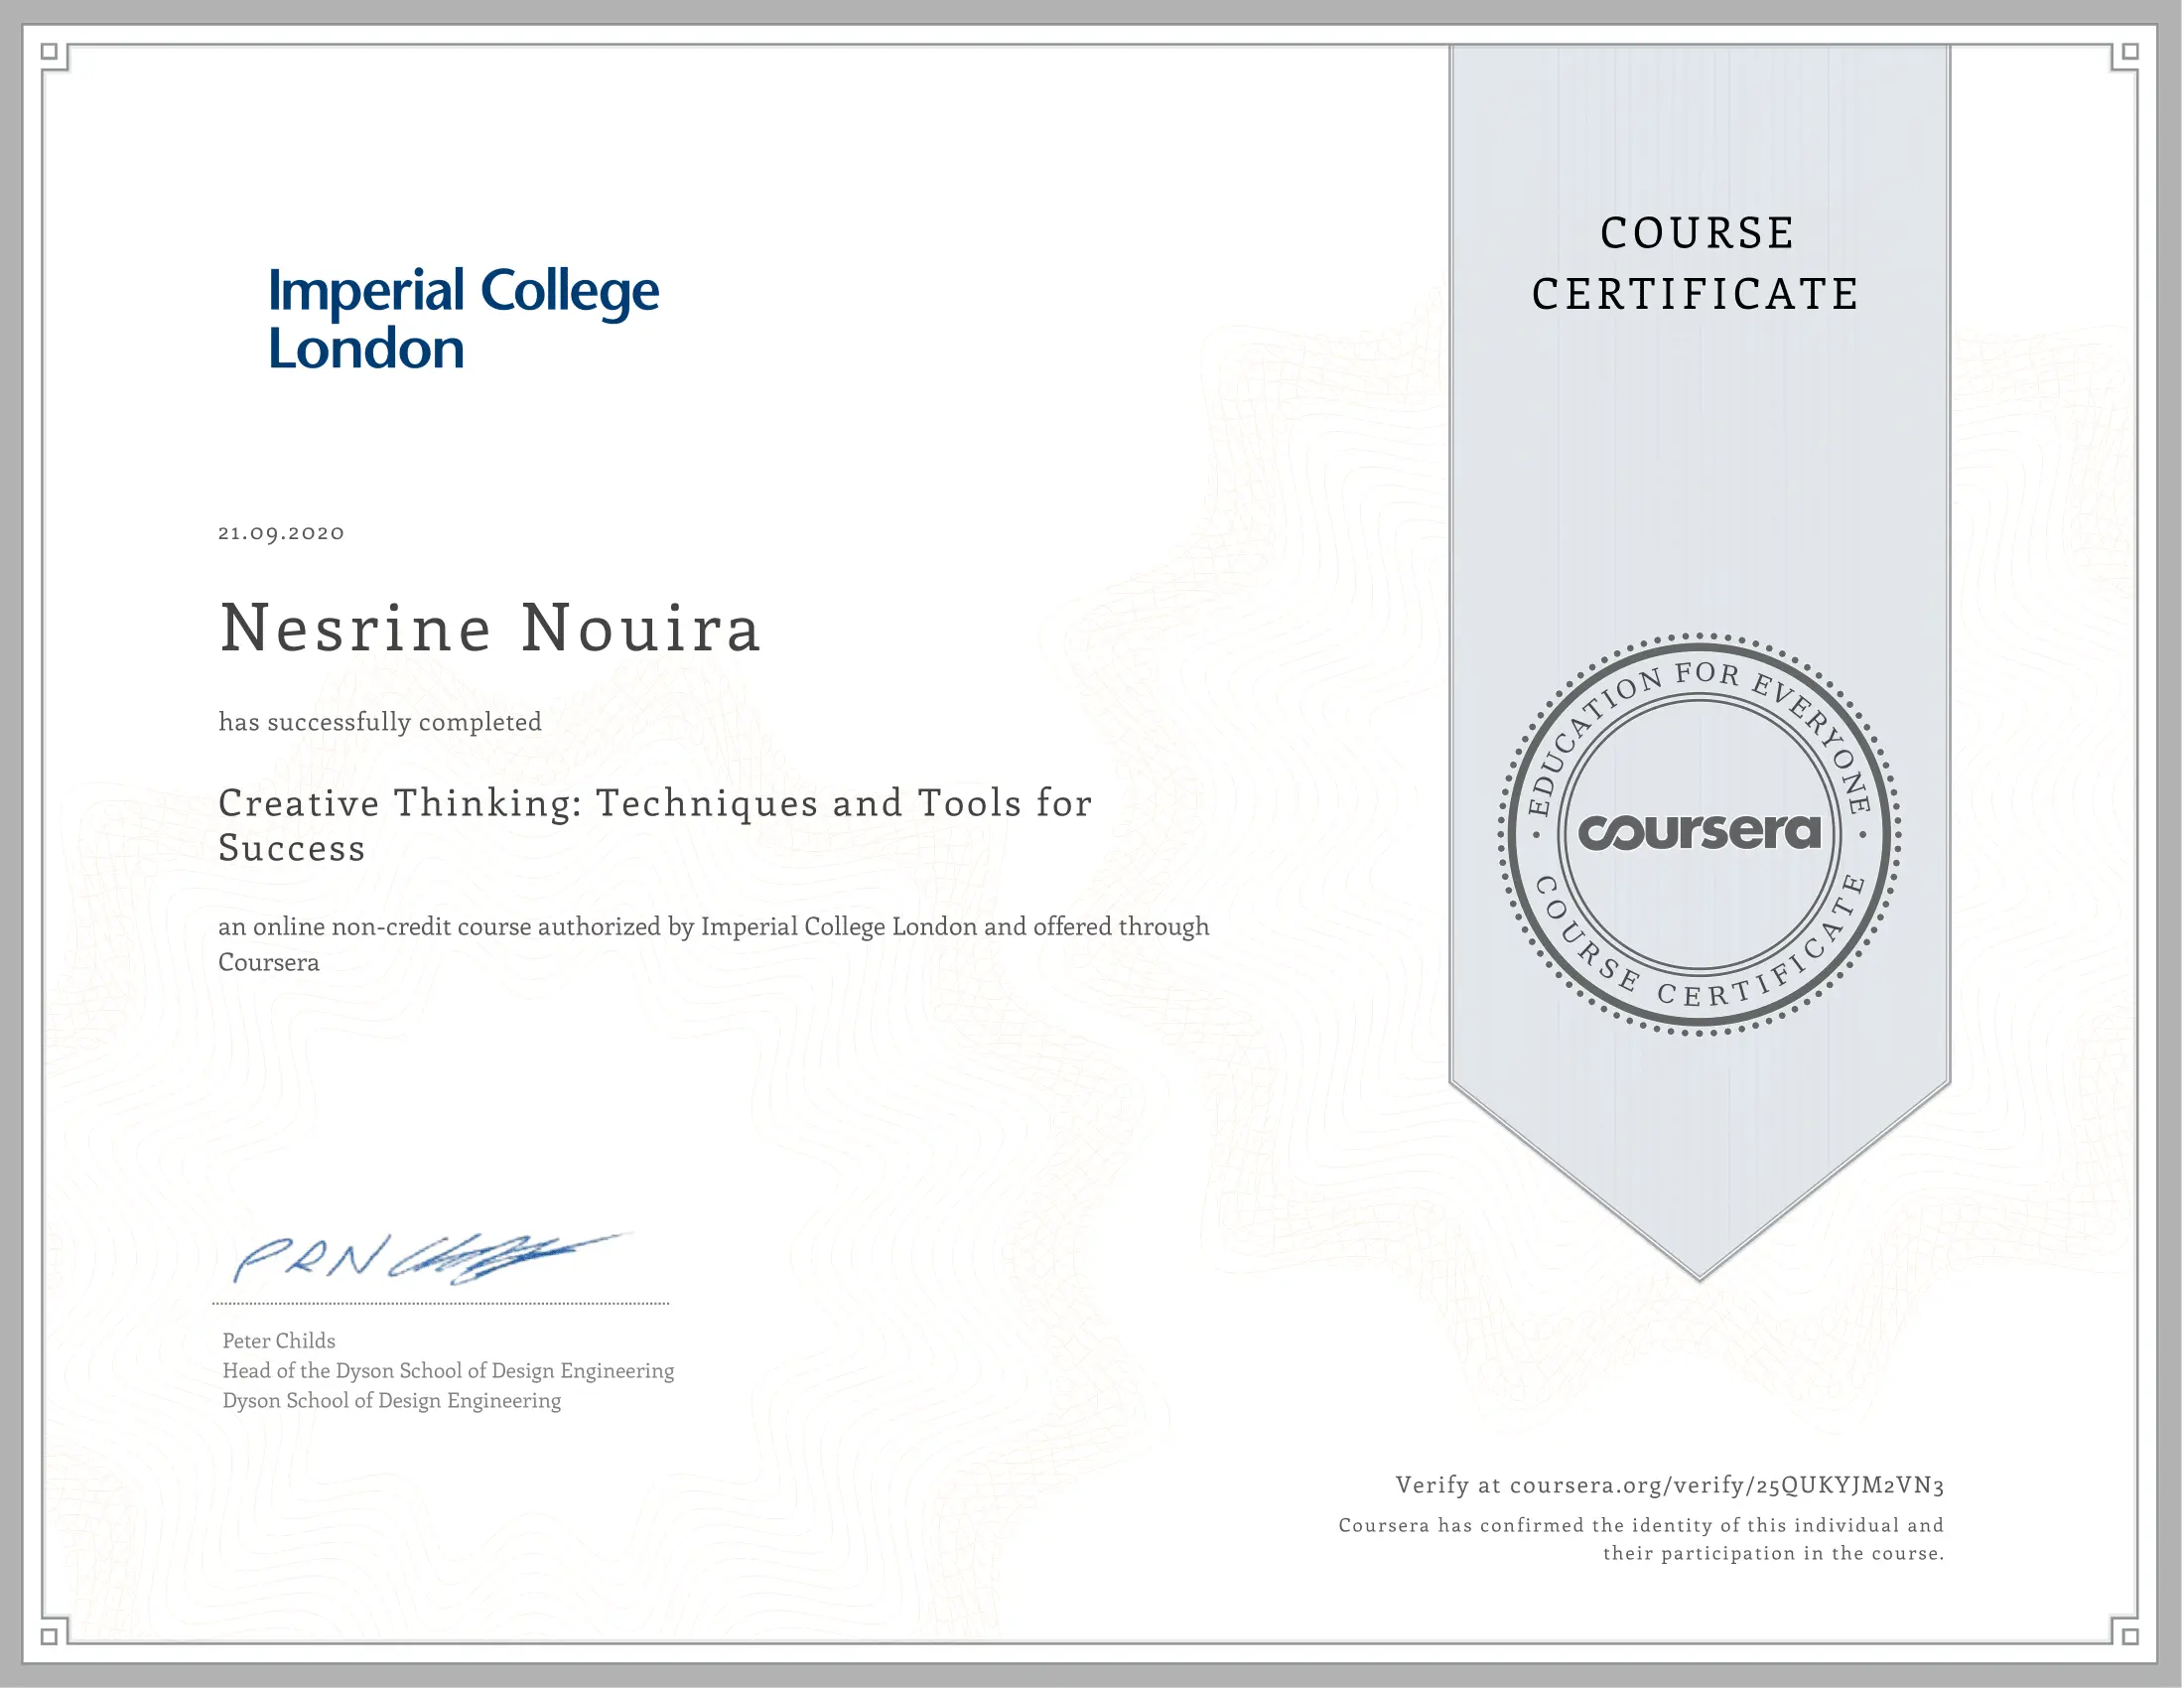 Imperial College
London
COURSE
CERTIFICATE
21.09.2020
Nesrine Nouira
has successfully completed
Creative Thinking: Techniques and Tools for
Success
an online non-credit course authorized by Imperial College London and offered through
Coursera
EDUCATION FOR EVERYONE
coursera
COURSE CERTIFICATE
PRN
Peter Childs
Head of the Dyson School of Design Engineering
Dyson School of Design Engineering
Verify at coursera.org/verify/25QUKYJM2VN3
Coursera has confirmed the identity of this individual and
their participation in the course.